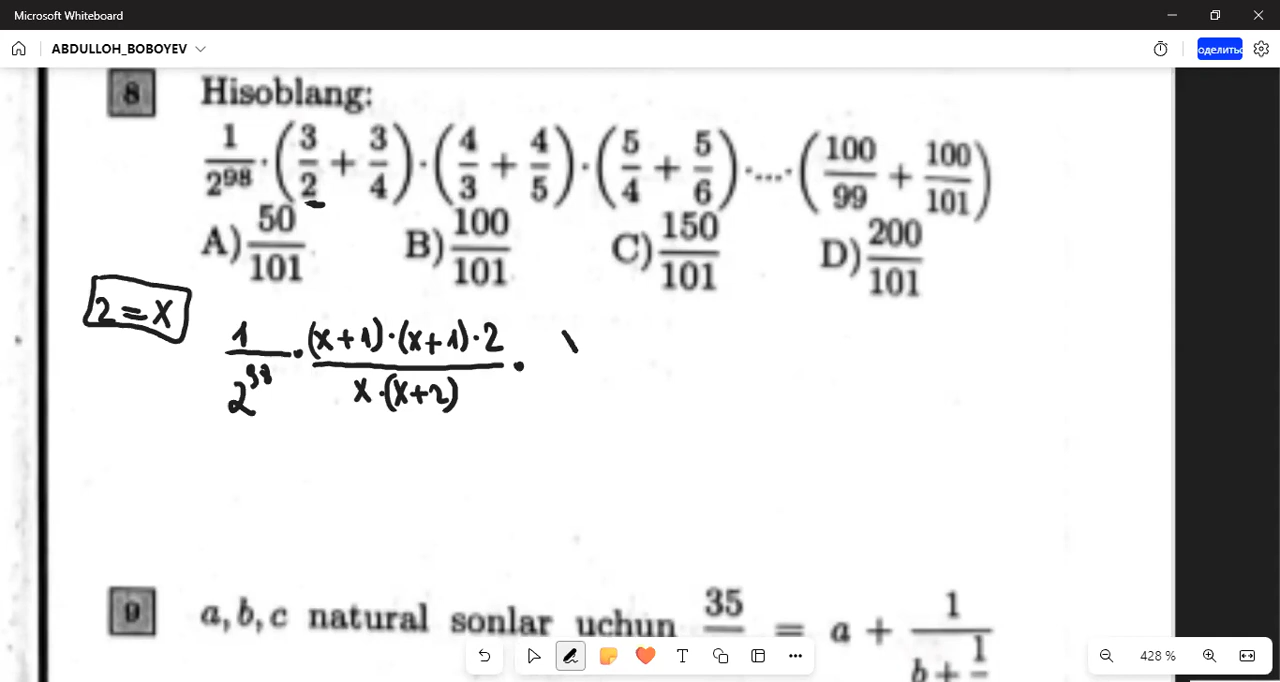 Microsoft Whiteboard
ABDULLOH_BOBOYEV
оделитьс
8 Hisoblang:
1/2^98 · (3/2 + 3/4) · (4/3 + 4/5) · (5/4 + 5/6) · .... · (100/99 + 100/101)
A) 50/101 B) 100/101 C) 150/101 D) 200/101
2 = x
1/2^98 · (x+1)·(x+1)·2 / x·(x+2) ·
9 a, b, c natural sonlar uchun 35 = a + 1/(b + 1
428 %